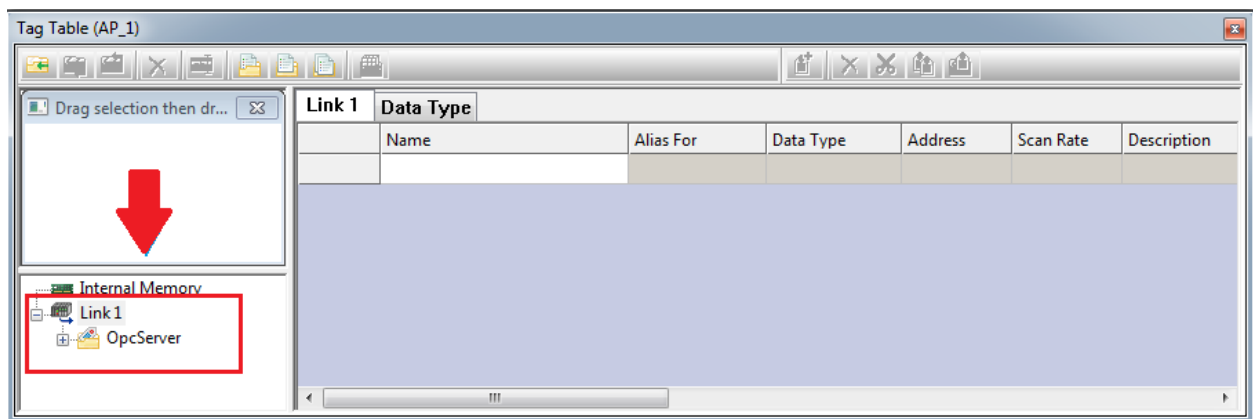 Tag Table (AP_1)
Drag selection then dr...
Link 1 Data Type
Name Alias For Data Type Address Scan Rate Description
Internal Memory
Link 1
OpcServer